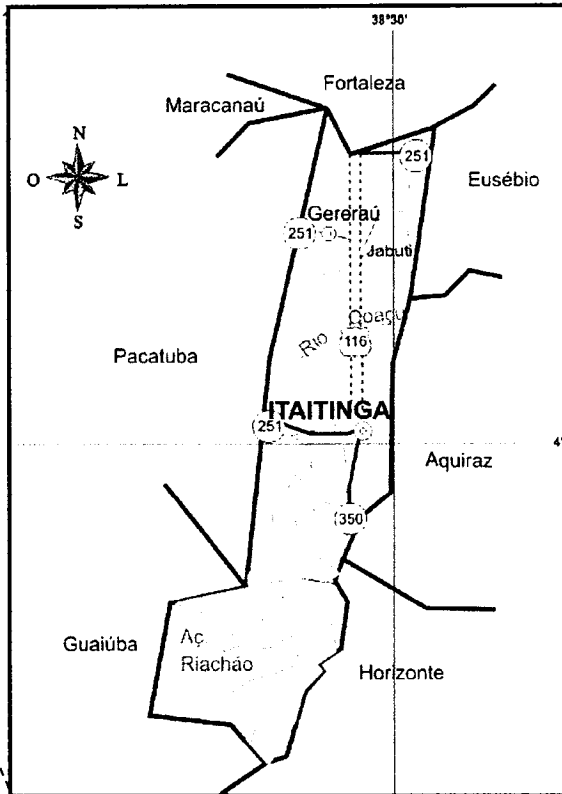 38°30'
Fortaleza
Maracanaú
N
O L
S
251
Eusébio
Gereraú
251
Jabuti
Coaçu
Rio
116
Pacatuba
ITAITINGA
251
4°
Aquiraz
350
Guaiúba
Aç.
Riachão
Horizonte